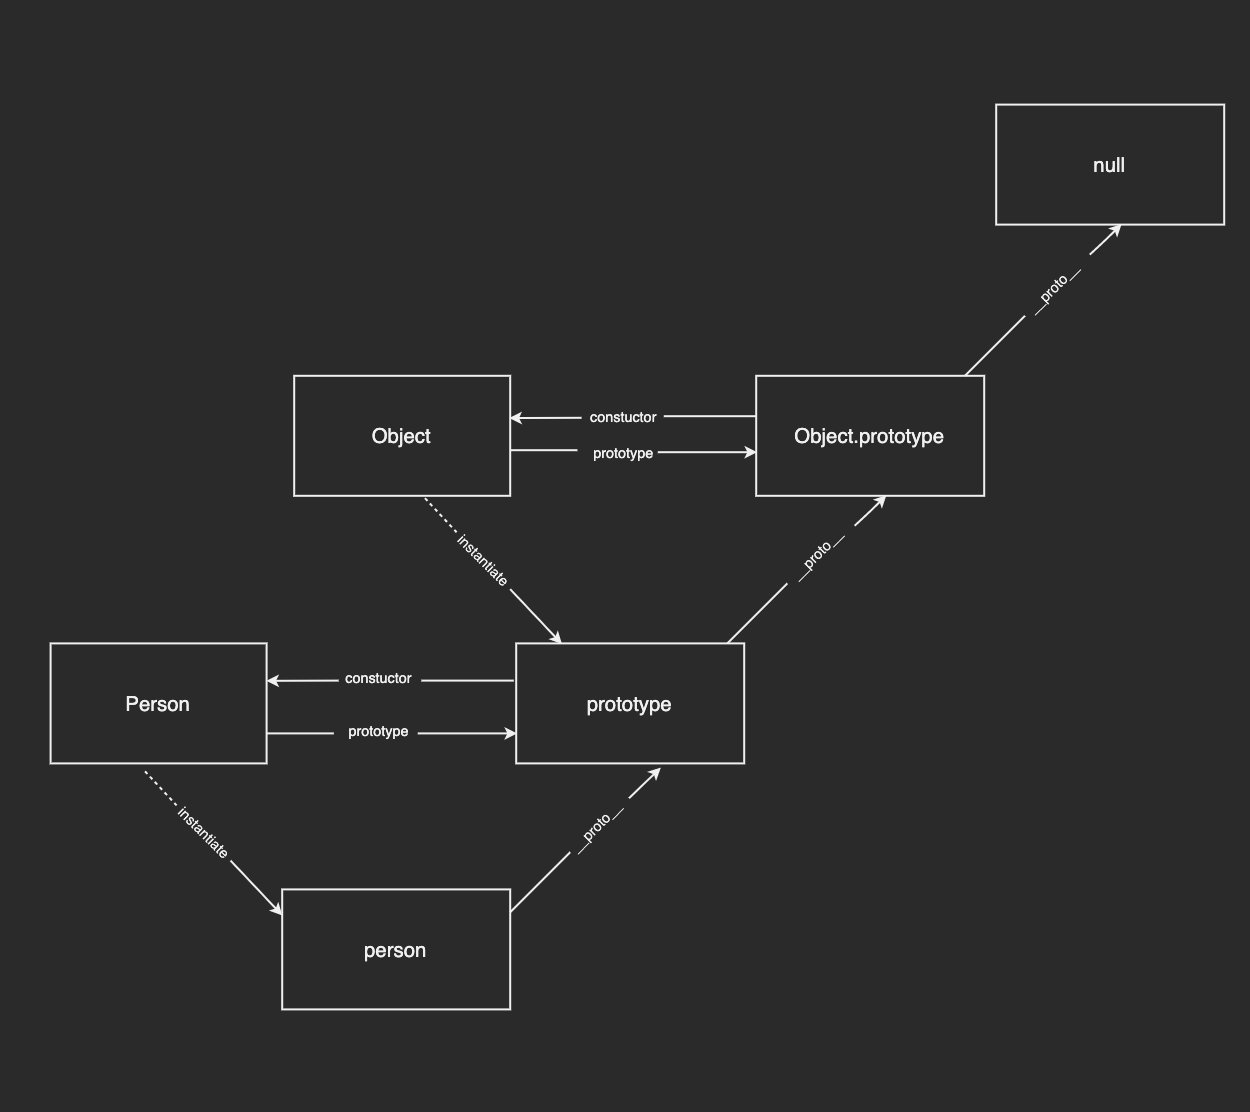 null
__proto__
Object
constuctor
prototype
Object.prototype
instantiate
__proto__
Person
constuctor
prototype
prototype
instantiate
__proto__
person